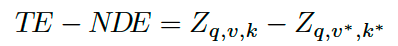 TE − NDE = Z_{q,v,k} − Z_{q,v*,k*}